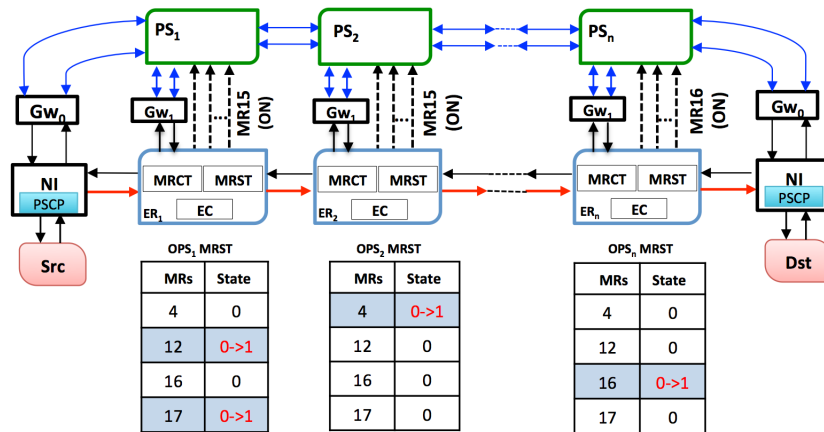 PS1
PS2
PSn
Gw0
Gw1
MR15
(ON)
Gw1
MR15
(ON)
Gw1
MR16
(ON)
Gw0
NI
PSCP
MRCT
MRST
EC
ER1
MRCT
MRST
EC
ER2
MRCT
MRST
EC
ERn
NI
PSCP
Src
Dst
OPS1 MRST
MRs State
4 0
12 0->1
16 0
17 0->1
OPS2 MRST
MRs State
4 0->1
12 0
16 0
17 0
OPSn MRST
MRs State
4 0
12 0
16 0->1
17 0